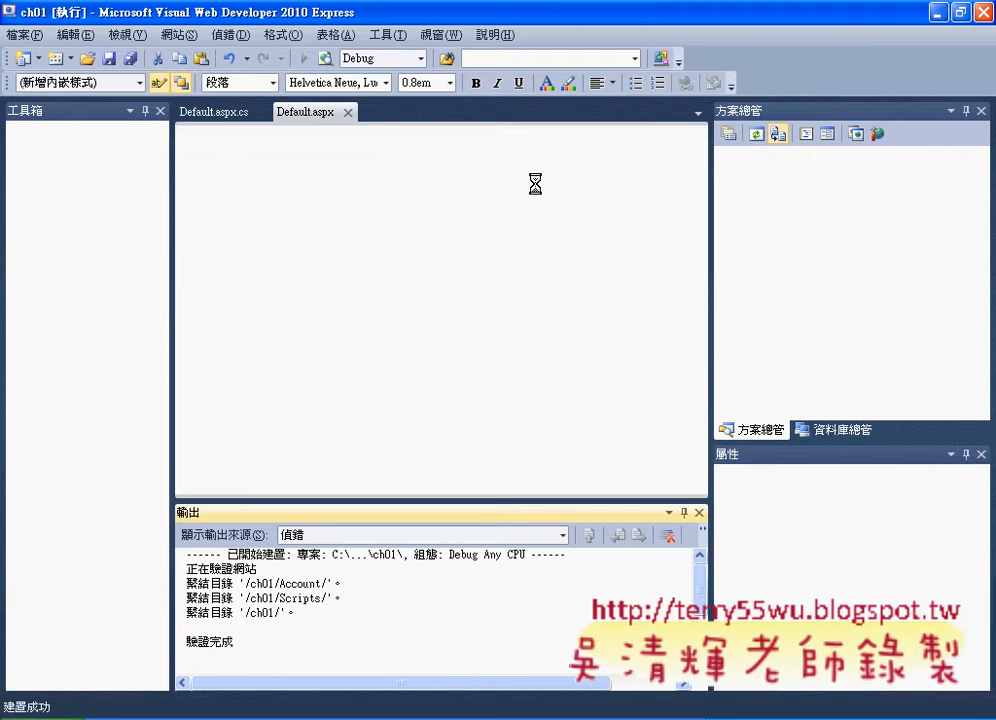 ch01 [執行] - Microsoft Visual Web Developer 2010 Express
檔案(F) 編輯(E) 檢視(V) 網站(S) 偵錯(D) 格式(O) 表格(A) 工具(T) 視窗(W) 說明(H)
Debug
(新增內嵌樣式) 段落 Helvetica Neue, Lu 0.8em B I U A
工具箱 Default.aspx.cs Default.aspx 方案總管
方案總管 資料庫總管
屬性
輸出
顯示輸出來源(S): 偵錯
------ 已開始建置: 專案: C:\...\ch01\, 組態: Debug Any CPU ------
正在驗證網站
緊結目錄 '/ch01/Account/'。
緊結目錄 '/ch01/Scripts/'。
緊結目錄 '/ch01/'。
驗證完成
http://terry55wu.blogspot.tw
吳清輝老師錄製
建置成功